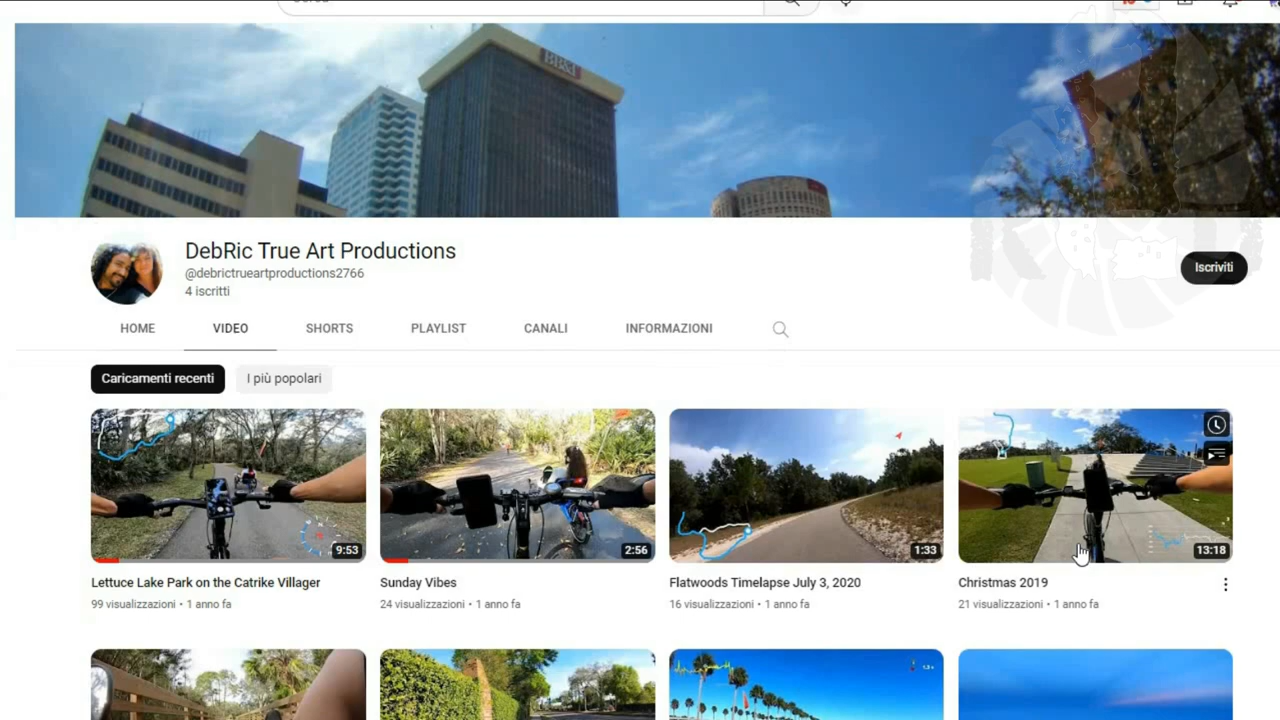 BB&T
DebRic True Art Productions
@debrictrueartproductions2766
4 iscritti
Iscriviti
HOME
VIDEO
SHORTS
PLAYLIST
CANALI
INFORMAZIONI
Caricamenti recenti
I più popolari
9:53
2:56
1:33
13:18
Lettuce Lake Park on the Catrike Villager
Sunday Vibes
Flatwoods Timelapse July 3, 2020
Christmas 2019
99 visualizzazioni • 1 anno fa
24 visualizzazioni • 1 anno fa
16 visualizzazioni • 1 anno fa
21 visualizzazioni • 1 anno fa